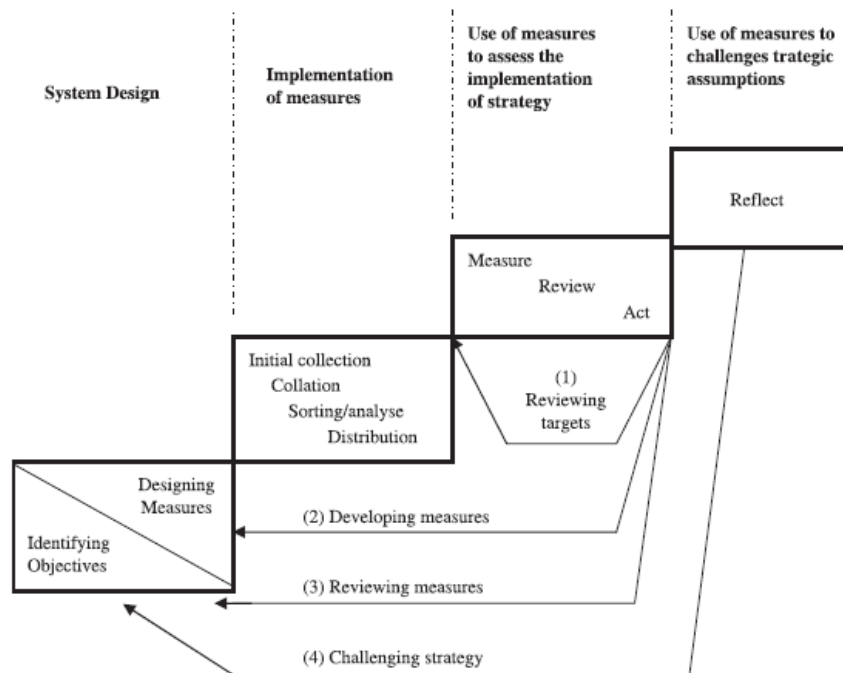 System Design
Implementation
of measures
Use of measures
to assess the
implementation
of strategy
Use of measures to
challenges trategic
assumptions
Reflect
Measure
Review
Act
Initial collection
Collation
Sorting/analyse
Distribution
(1)
Reviewing
targets
Designing
Measures
Identifying
Objectives
(2) Developing measures
(3) Reviewing measures
(4) Challenging strategy